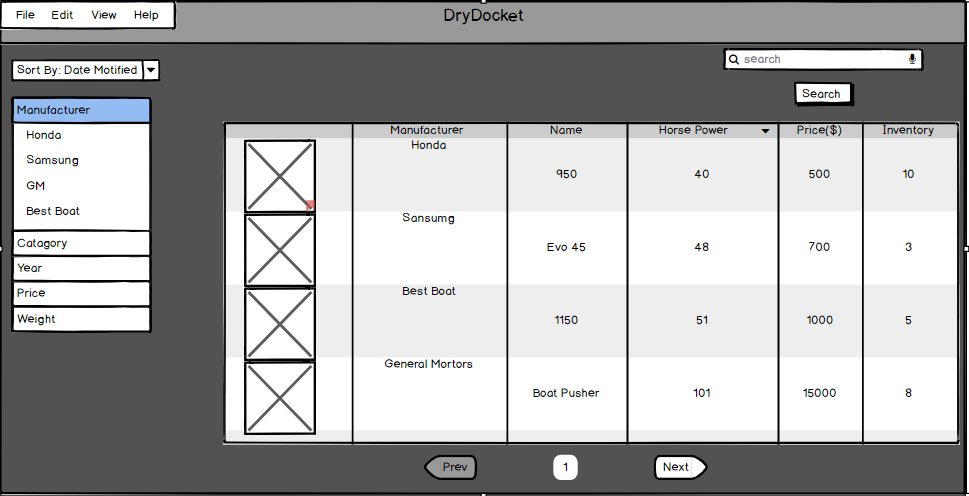 File Edit View Help
DryDocket
search
Sort By: Date Motified
Search
Manufacturer
Honda
Samsung
GM
Best Boat
Catagory
Year
Price
Weight
Manufacturer Name Horse Power Price($) Inventory
Honda
950 40 500 10
Sansumg
Evo 45 48 700 3
Best Boat
1150 51 1000 5
General Mortors
Boat Pusher 101 15000 8
Prev 1 Next